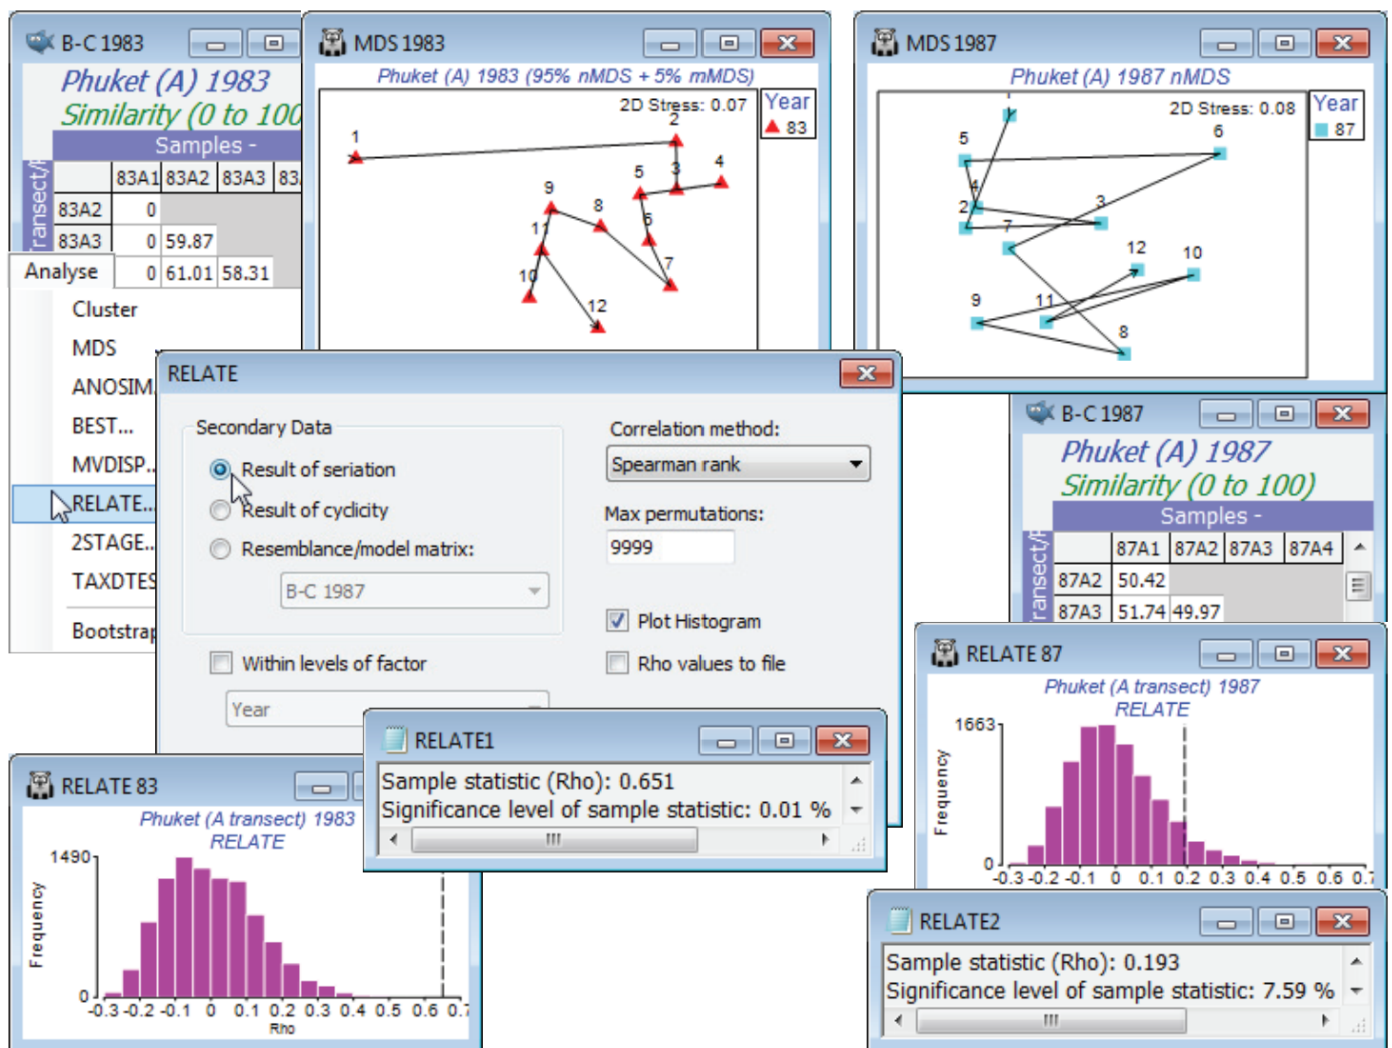 B-C 1983
Phuket (A) 1983
Similarity (0 to 100
Samples -
83A1 83A2 83A3 83
83A2 0
83A3 0 59.87
0 61.01 58.31
Analyse
Cluster
MDS
ANOSIM
BEST...
MVDISP..
RELATE...
2STAGE..
TAXDTES
Bootstrap
MDS 1983
Phuket (A) 1983 (95% nMDS + 5% mMDS)
2D Stress: 0.07
Year
83
1
2
3
4
5
6
7
8
9
10
11
12
MDS 1987
Phuket (A) 1987 nMDS
2D Stress: 0.08
Year
87
2
3
4
5
6
7
8
9
10
11
12
RELATE
Secondary Data
Result of seriation
Result of cyclicity
Resemblance/model matrix:
B-C 1987
Within levels of factor
Year
Correlation method:
Spearman rank
Max permutations:
9999
Plot Histogram
Rho values to file
B-C 1987
Phuket (A) 1987
Similarity (0 to 100)
Samples -
87A1 87A2 87A3 87A4
87A2 50.42
87A3 51.74 49.97
RELATE 83
Phuket (A transect) 1983
RELATE
1490
0
Frequency
-0.3 -0.2 -0.1 0 0.1 0.2 0.3 0.4 0.5 0.6 0.7
Rho
RELATE1
Sample statistic (Rho): 0.651
Significance level of sample statistic: 0.01 %
RELATE 87
Phuket (A transect) 1987
RELATE
1663
0
Frequency
-0.3 -0.2 -0.1 0 0.1 0.2 0.3 0.4 0.5 0.6 0.7
RELATE2
Sample statistic (Rho): 0.193
Significance level of sample statistic: 7.59 %